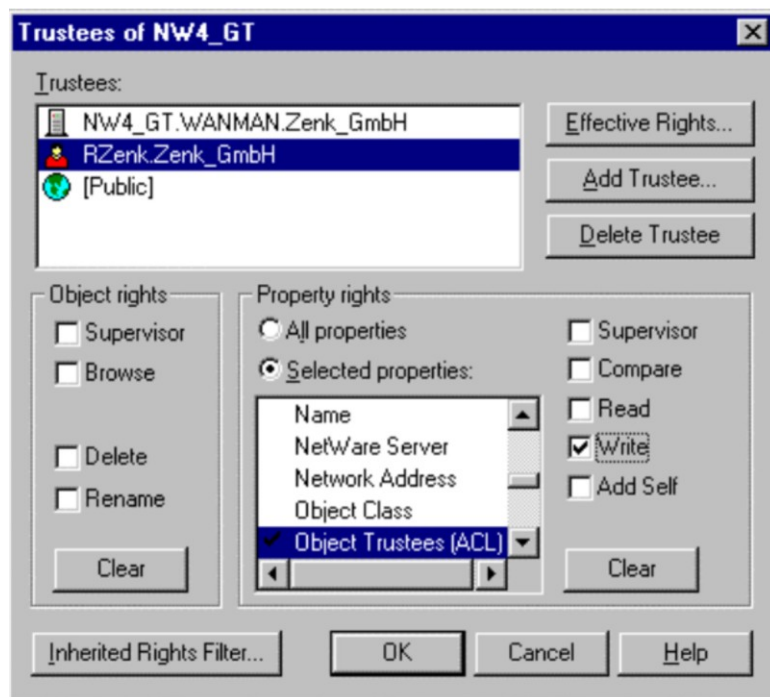 Trustees of NW4_GT
Trustees:
NW4_GT.WANMAN.Zenk_GmbH
RZenk.Zenk_GmbH
[Public]
Effective Rights...
Add Trustee...
Delete Trustee
Object rights
Supervisor
Browse
Delete
Rename
Clear
Property rights
All properties
Selected properties:
Name
NetWare Server
Network Address
Object Class
Object Trustees (ACL)
Supervisor
Compare
Read
Write
Add Self
Clear
Inherited Rights Filter...
OK
Cancel
Help